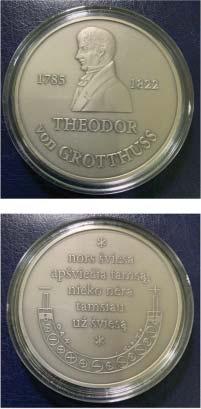 1785 1822
THEODOR
von GROTTHUSS
*
nors šviesa
apšviečia tamsą,
nieko nėra
tamsiau
už šviesą
*